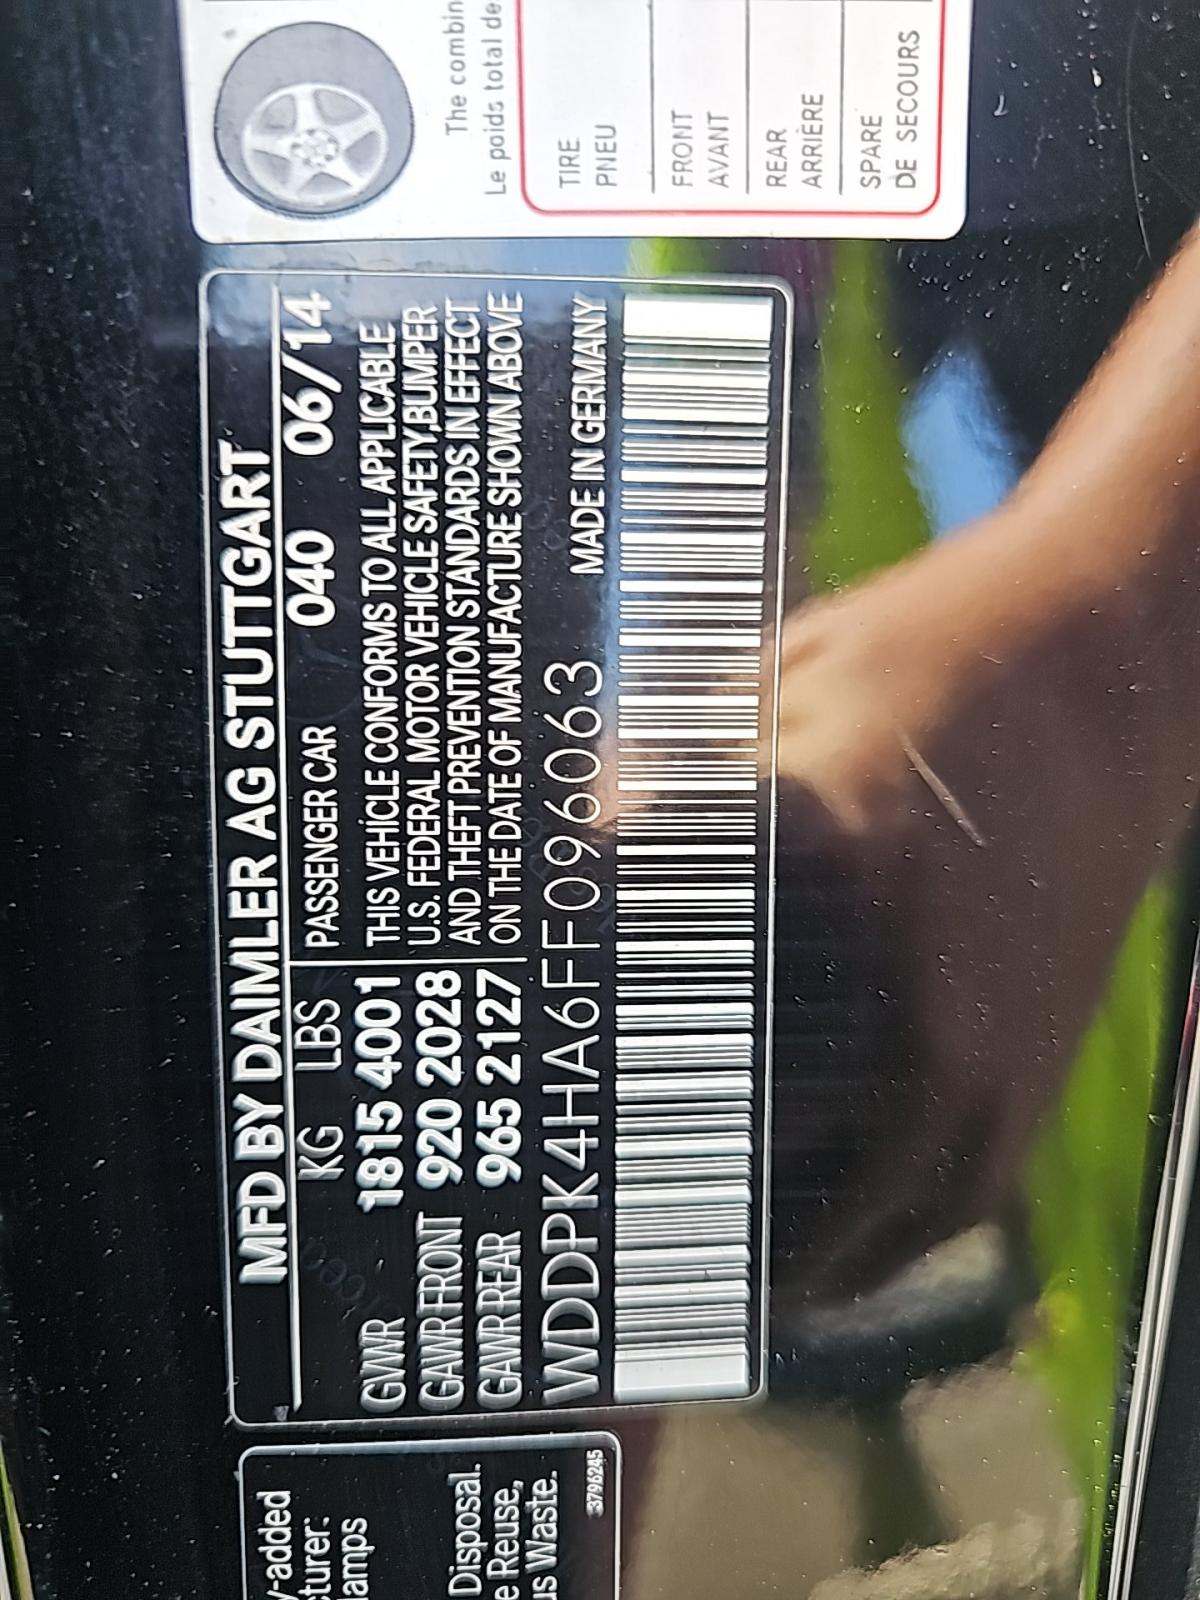 MFD BY DAIMLER AG STUTTGART
KG LBS PASSENGER CAR 040 06/14
GVWR 1815 4001 THIS VEHICLE CONFORMS TO ALL APPLICABLE
GAWR FRONT 920 2028 U.S. FEDERAL MOTOR VEHICLE SAFETY,BUMPER
GAWR REAR 965 2127 AND THEFT PREVENTION STANDARDS IN EFFECT
ON THE DATE OF MANUFACTURE SHOWN ABOVE
WDDPK4HA6FF096063 MADE IN GERMANY
The combin
Le poids total de
TIRE
PNEU
FRONT
AVANT
REAR
ARRIÈRE
SPARE
DE SECOURS
y-added
cturer:
lamps
Disposal.
e Reuse,
us Waste.
3796245